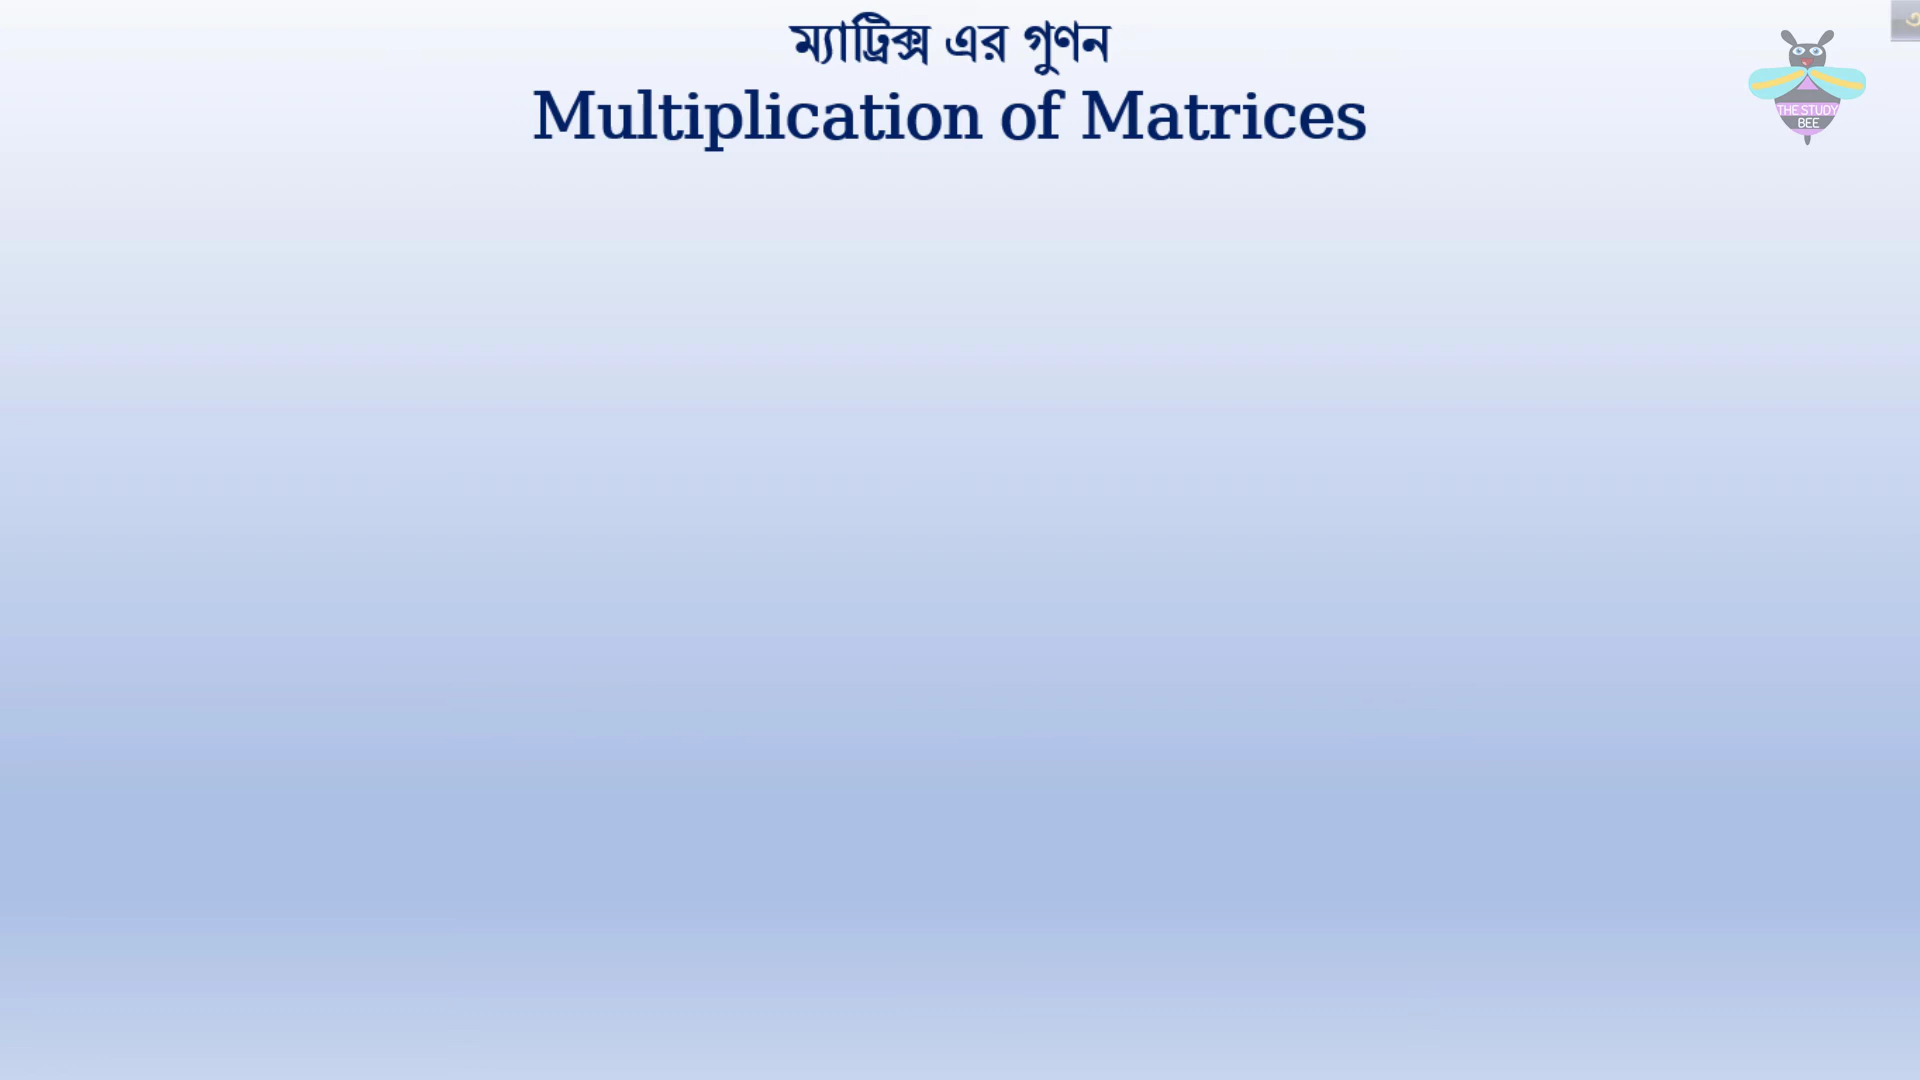 ম্যাট্রিক্স এর গুণন
Multiplication of Matrices
THE STUDY
BEE